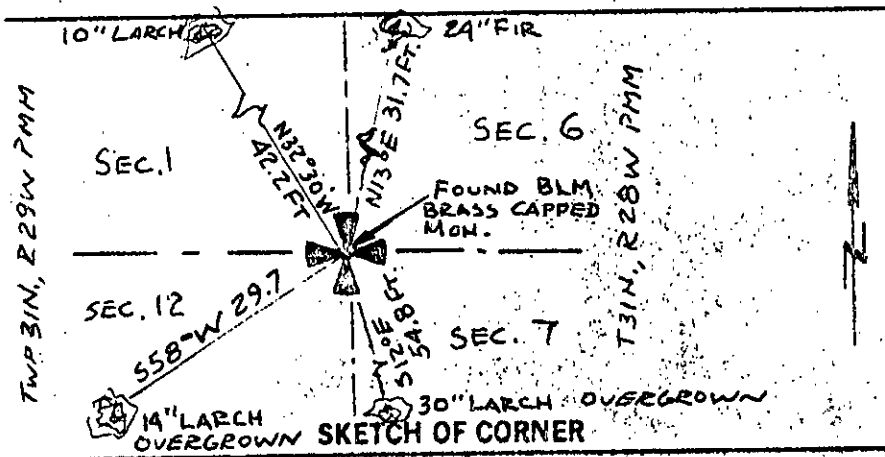 10" LARCH
24" FIR
TWP 31N., R29W PMM
SEC. 1
N32°30'W
42.2 FT
N13°E 31.7 FT.
SEC. 6
T31N., R28W PMM
FOUND BLM
BRASS CAPPED
MON.
SEC. 12
S58°W 29.7
S12°E
54.8 FT.
SEC. 7
14" LARCH
OVERGROWN
30" LARCH OVERGROWN
SKETCH OF CORNER